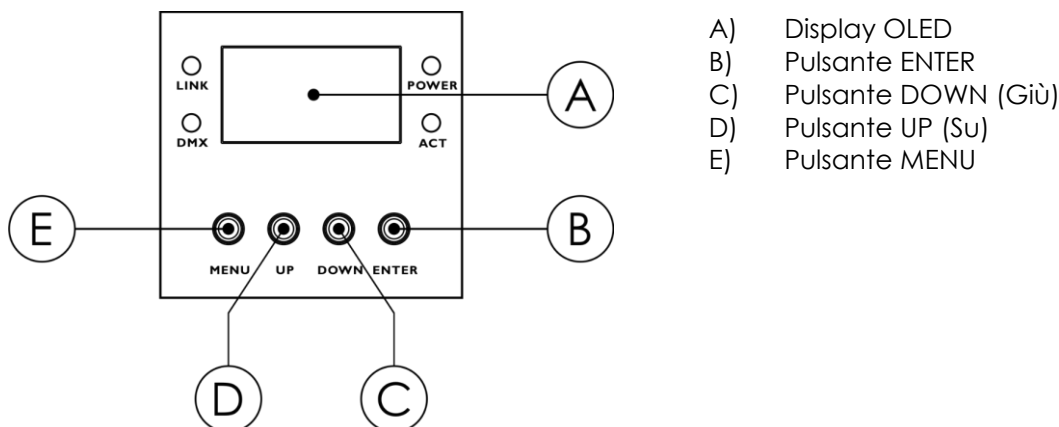 LINK
POWER
DMX
ACT
A
E
B
MENU UP DOWN ENTER
D
C
A) Display OLED
B) Pulsante ENTER
C) Pulsante DOWN (Giù)
D) Pulsante UP (Su)
E) Pulsante MENU